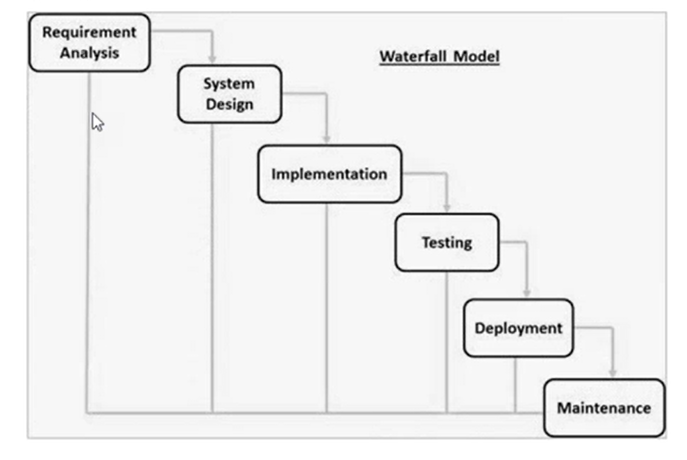 Requirement
Analysis
Waterfall Model
System
Design
Implementation
Testing
Deployment
Maintenance